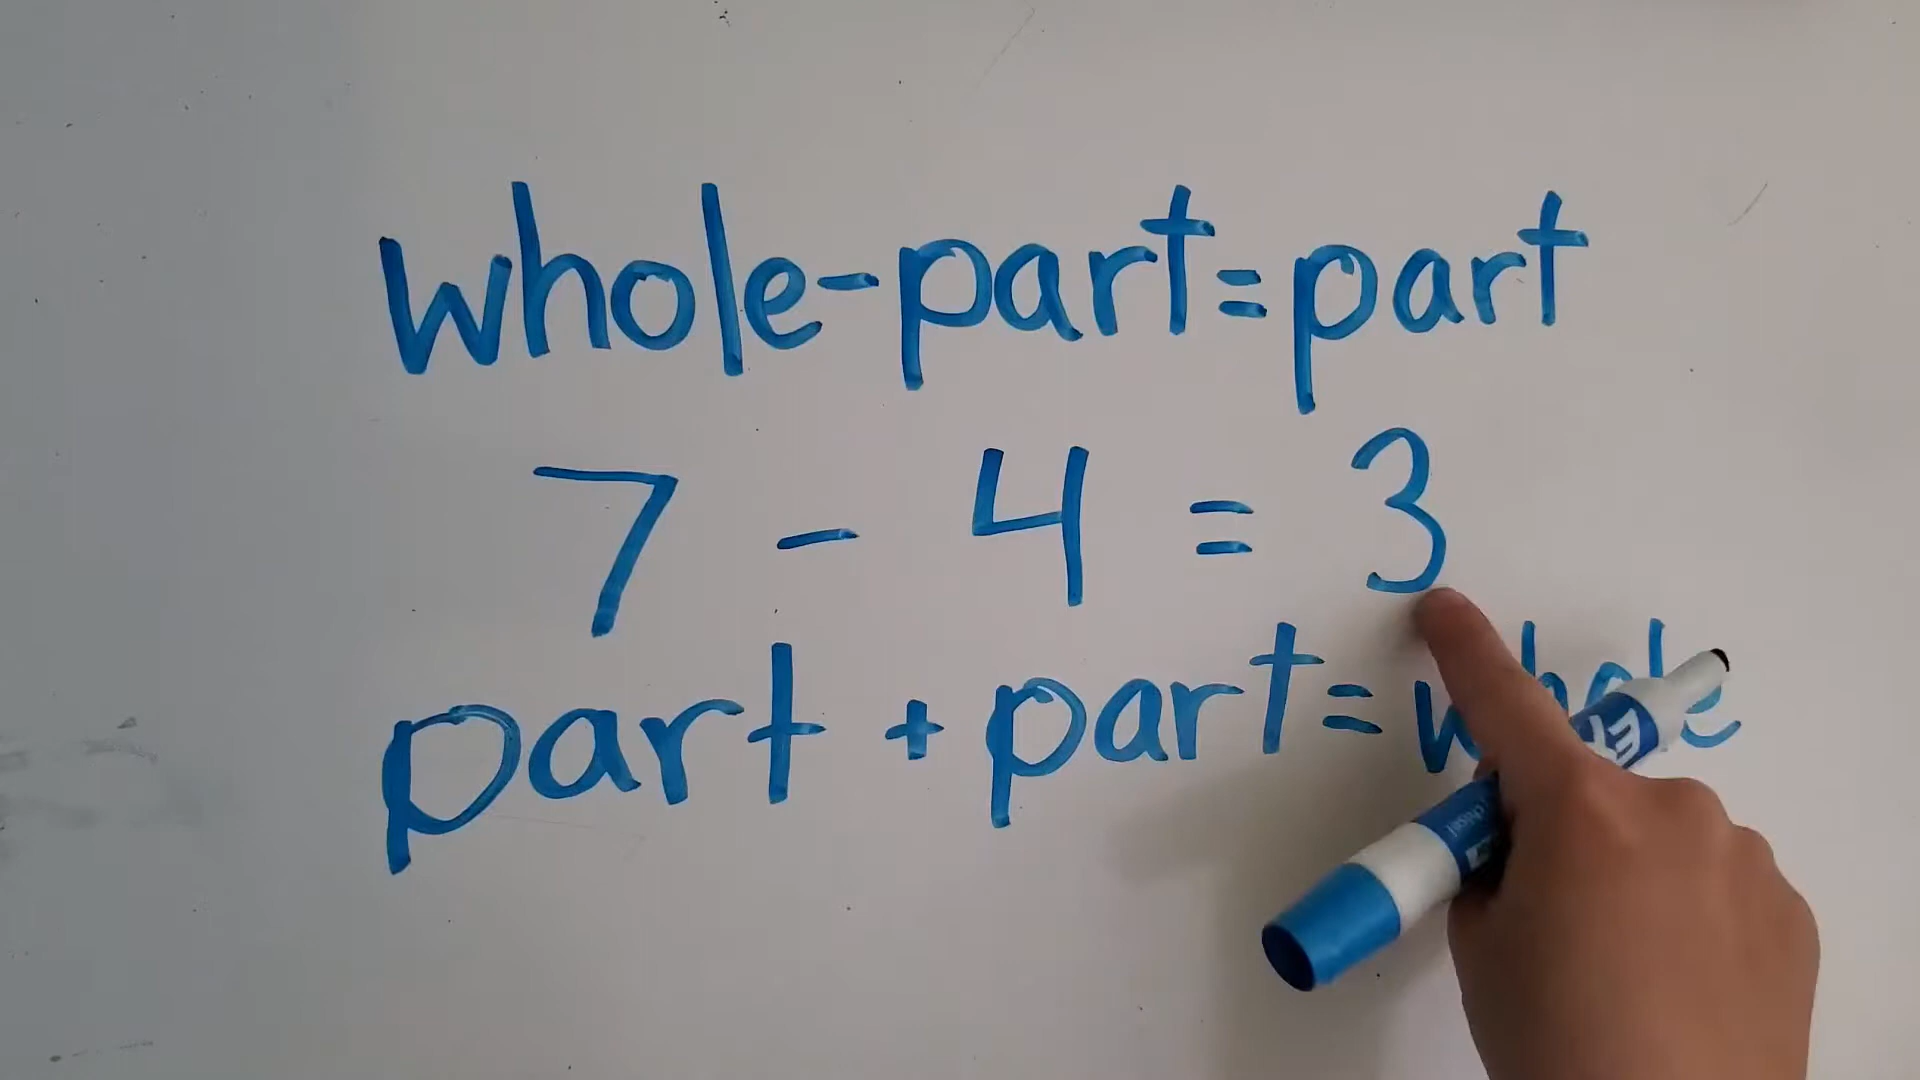 whole-part=part
7 - 4 = 3
part + part = whole